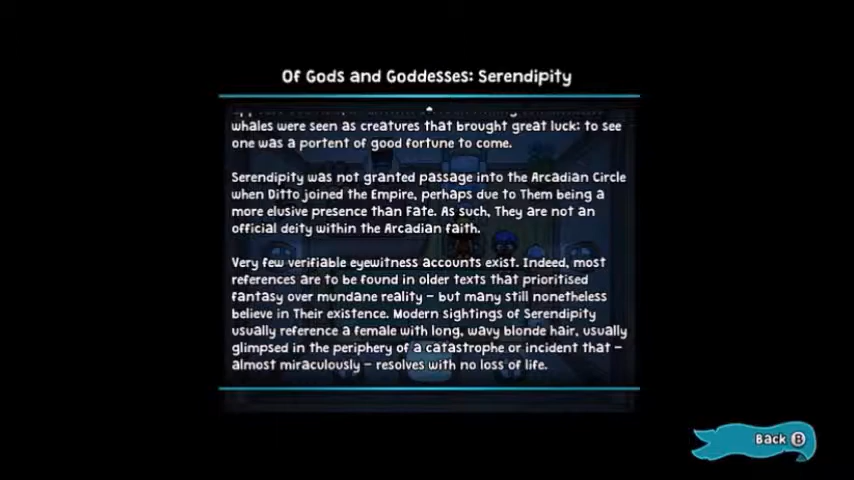 Of Gods and Goddesses: Serendipity
whales were seen as creatures that brought great luck: to see
one was a portent of good fortune to come.
Serendipity was not granted passage into the Arcadian Circle
when Ditto joined the Empire, perhaps due to Them being a
more elusive presence than Fate. As such, They are not an
official deity within the Arcadian faith.
Very few verifiable eyewitness accounts exist. Indeed, most
references are to be found in older texts that prioritised
fantasy over mundane reality – but many still nonetheless
believe in Their existence. Modern sightings of Serendipity
usually reference a female with long, wavy blonde hair, usually
glimpsed in the periphery of a catastrophe or incident that –
almost miraculously – resolves with no loss of life.
Back B